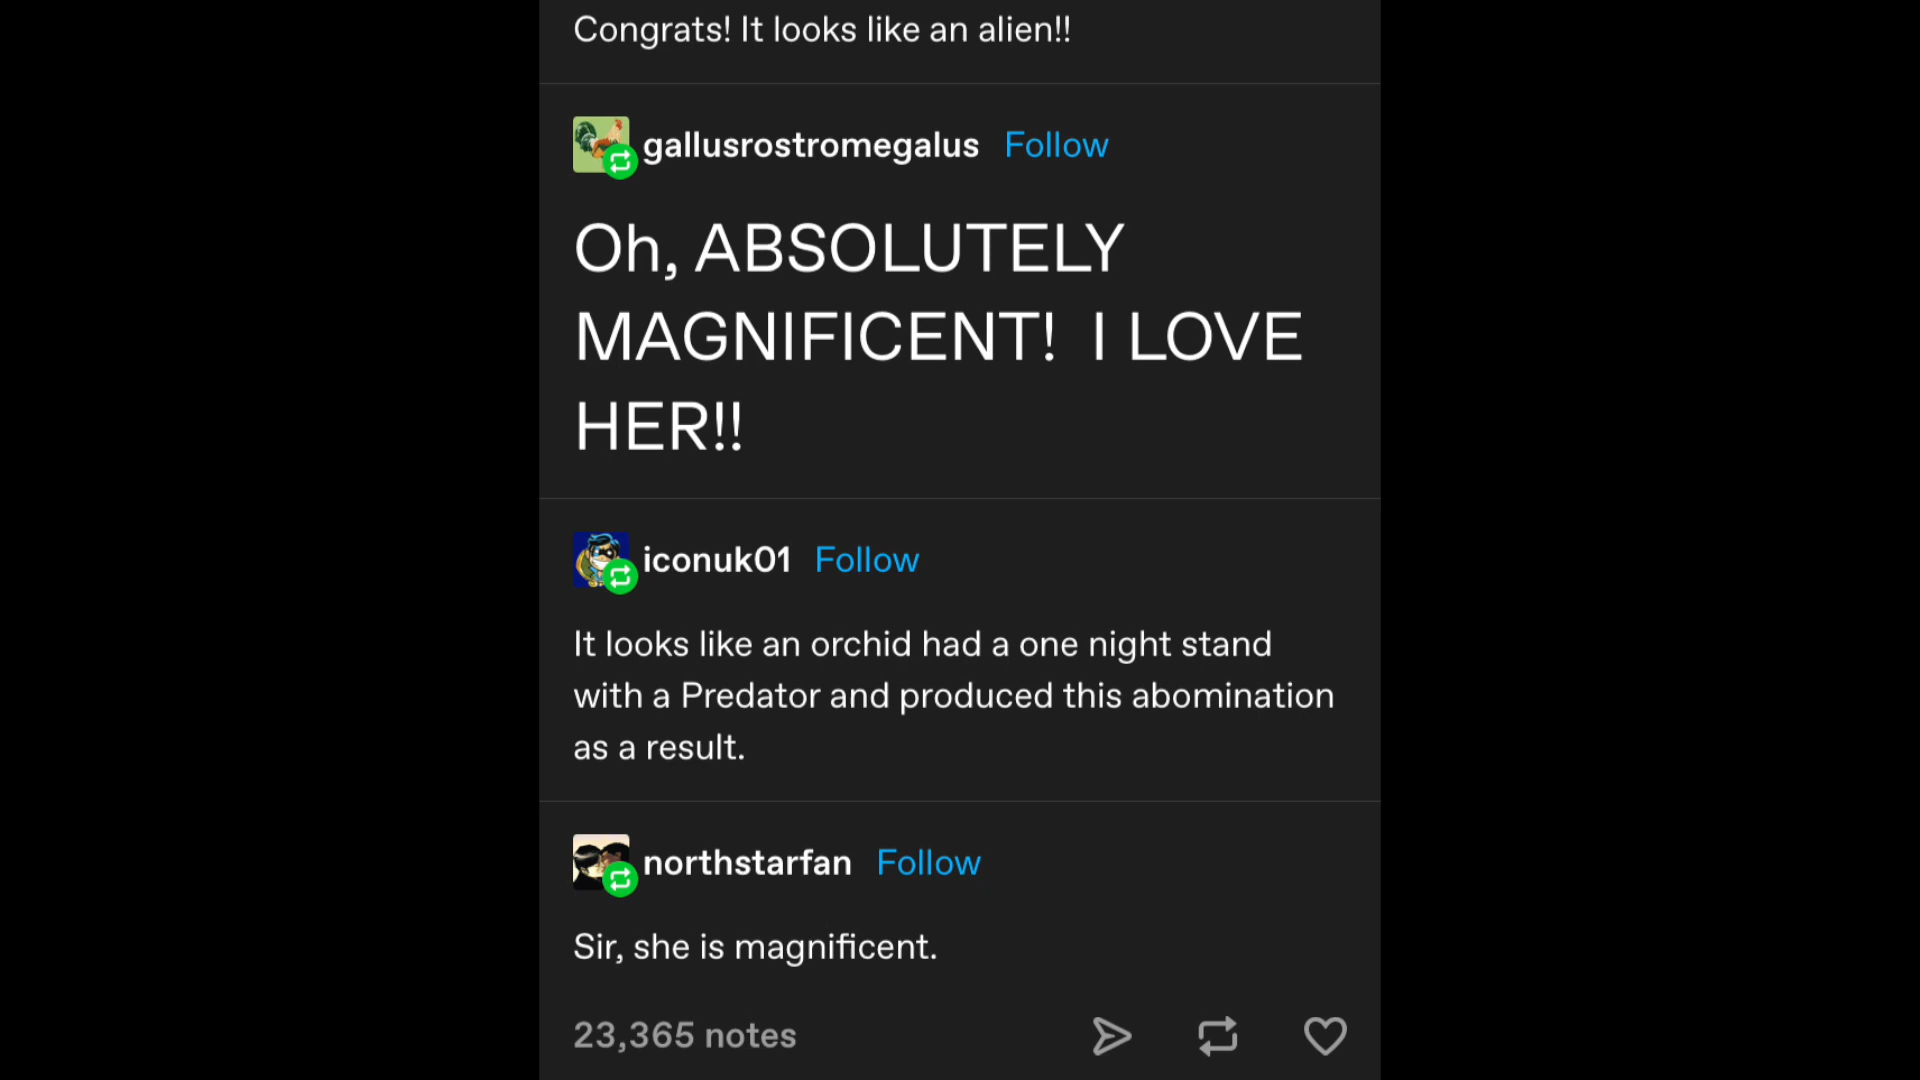 Congrats! It looks like an alien!!
gallusrostromegalus Follow
Oh, ABSOLUTELY
MAGNIFICENT!  I LOVE
HER!!
iconuk01 Follow
It looks like an orchid had a one night stand
with a Predator and produced this abomination
as a result.
northstarfan Follow
Sir, she is magnificent.
23,365 notes